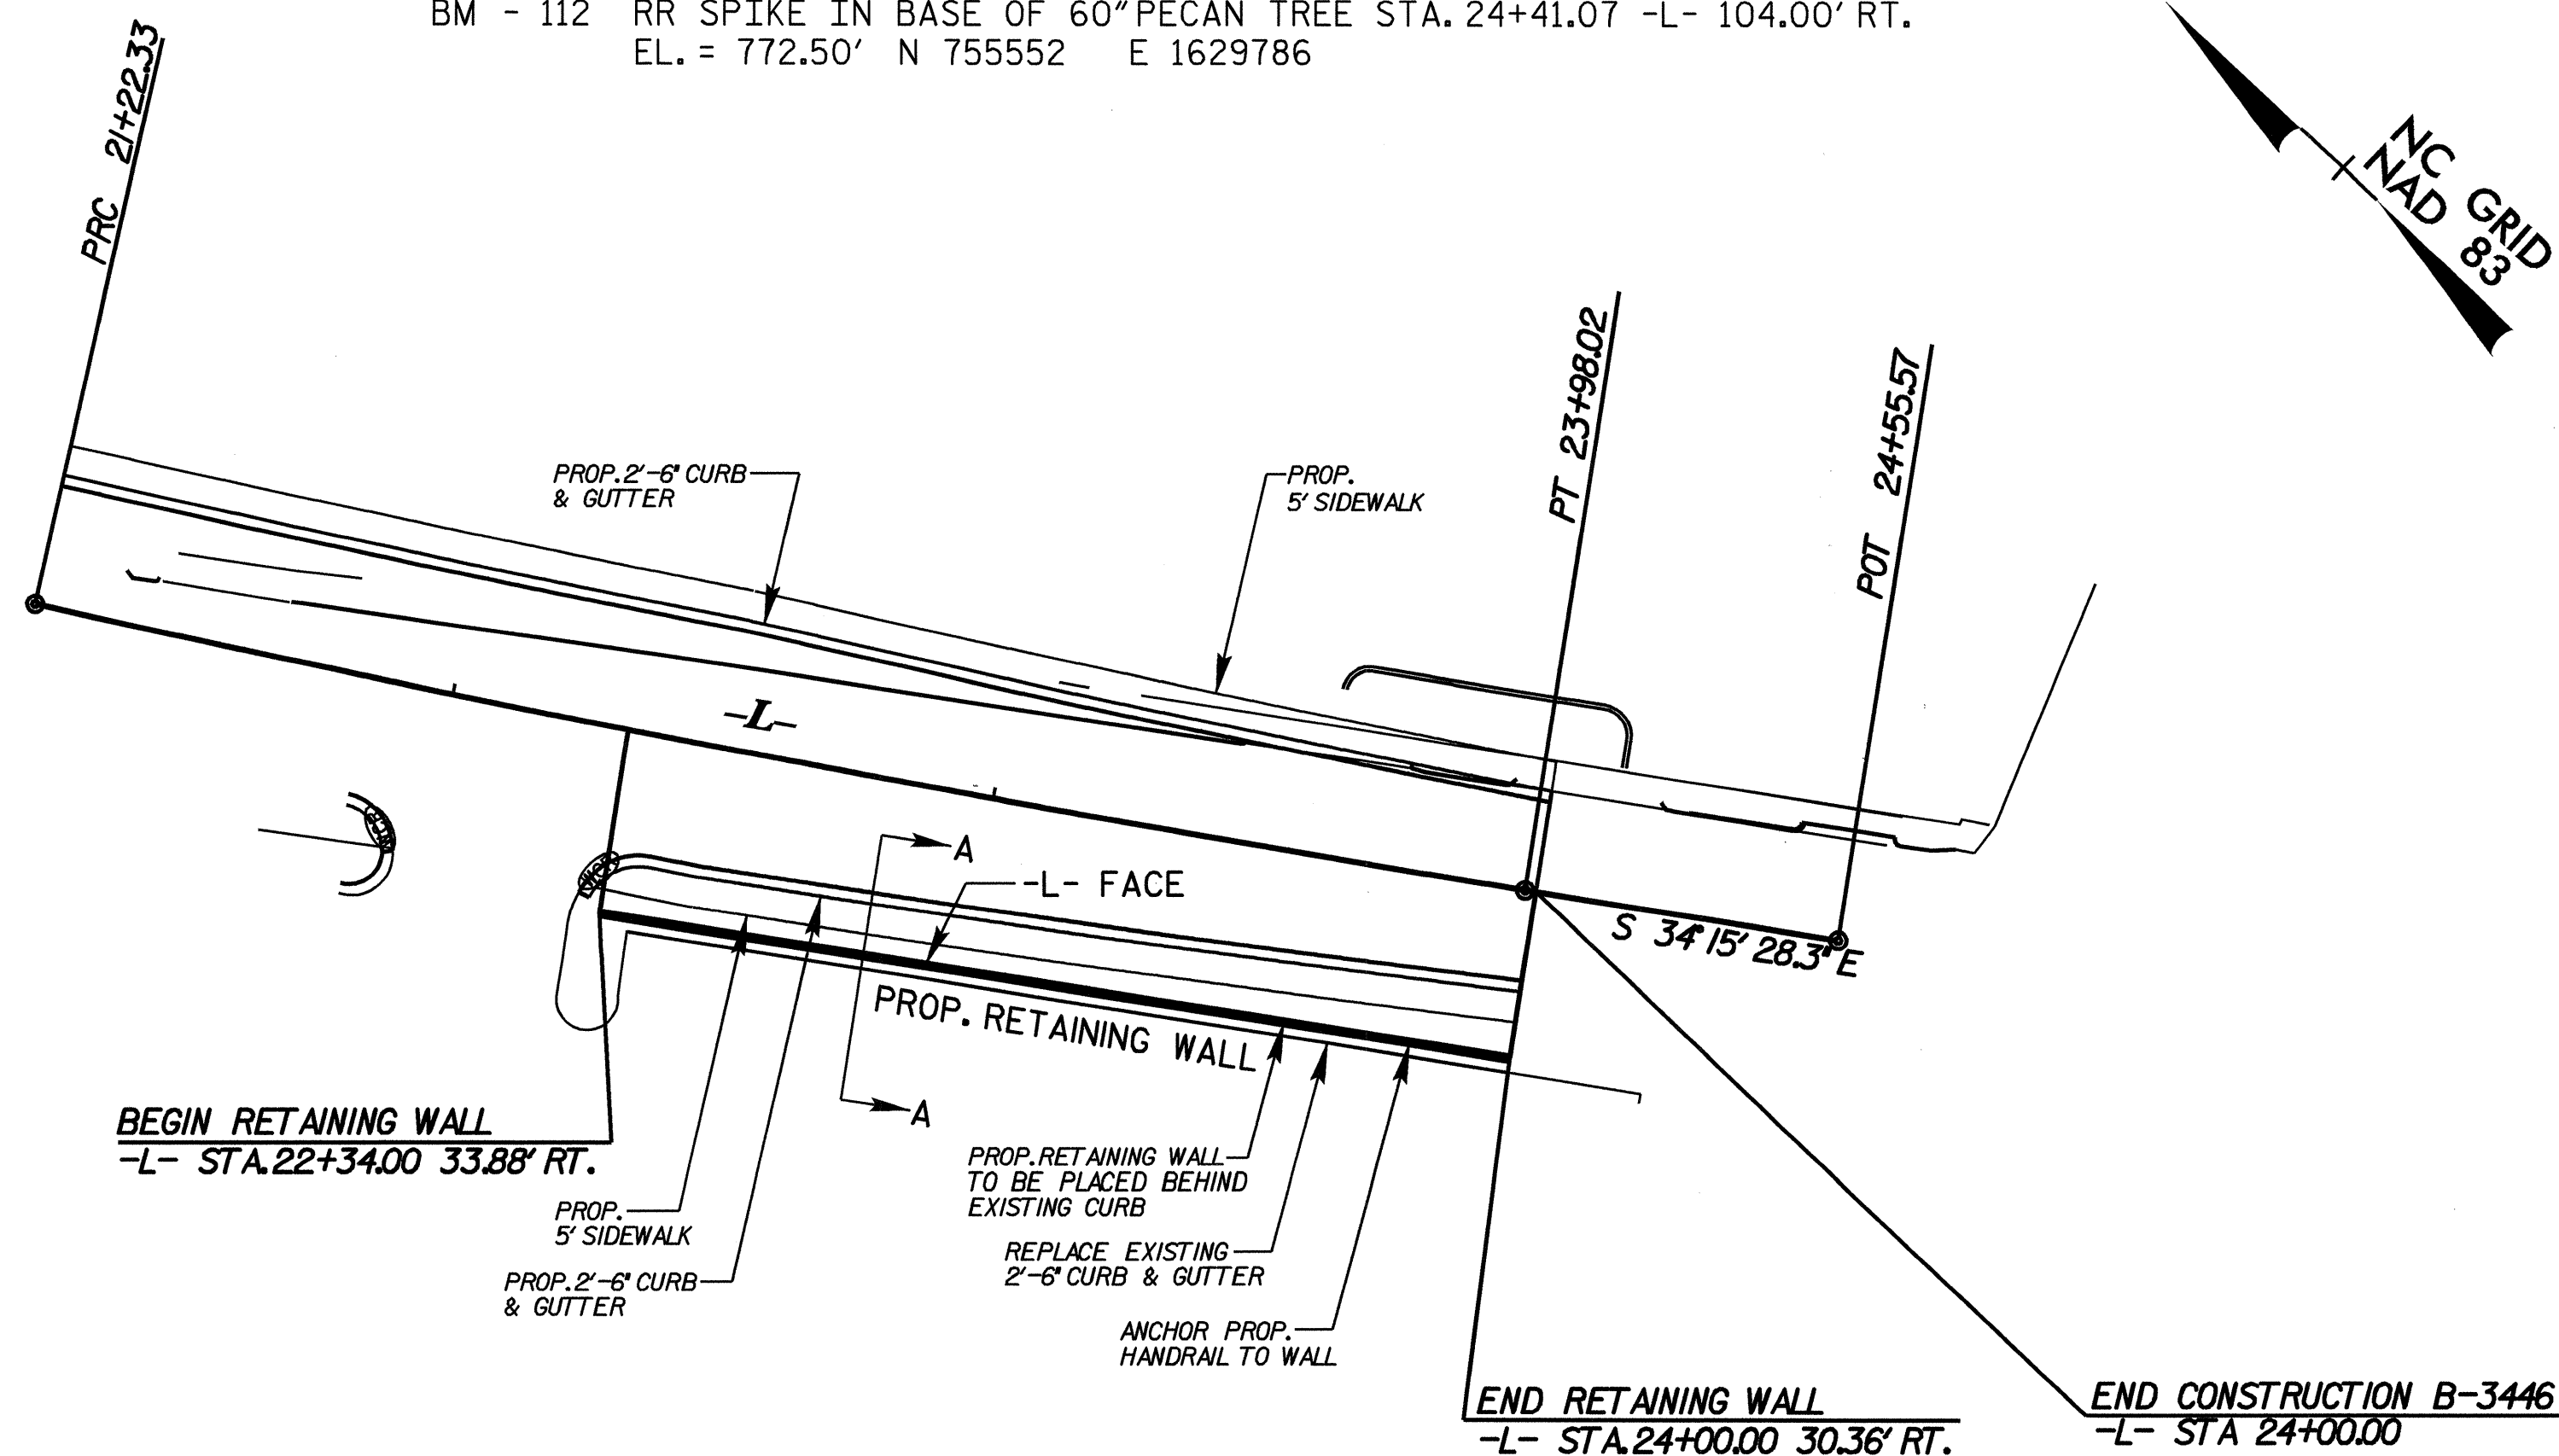 BM - 112 RR SPIKE IN BASE OF 60" PECAN TREE STA. 24+41.07 -L- 104.00' RT.
EL. = 772.50' N 755552 E 1629786
PRC 21+22.33
NC GRID
NAD 83
PT 23+98.02
POT 24+55.57
PROP. 2'-6" CURB
& GUTTER
PROP.
5' SIDEWALK
-L-
A
-L- FACE
S 34°15' 28.3" E
PROP. RETAINING WALL
A
BEGIN RETAINING WALL
-L- STA. 22+34.00 33.88' RT.
PROP. RETAINING WALL
TO BE PLACED BEHIND
EXISTING CURB
PROP.
5' SIDEWALK
REPLACE EXISTING
2'-6" CURB & GUTTER
PROP. 2'-6" CURB
& GUTTER
ANCHOR PROP.
HANDRAIL TO WALL
END RETAINING WALL
-L- STA. 24+00.00 30.36' RT.
END CONSTRUCTION B-3446
-L- STA 24+00.00